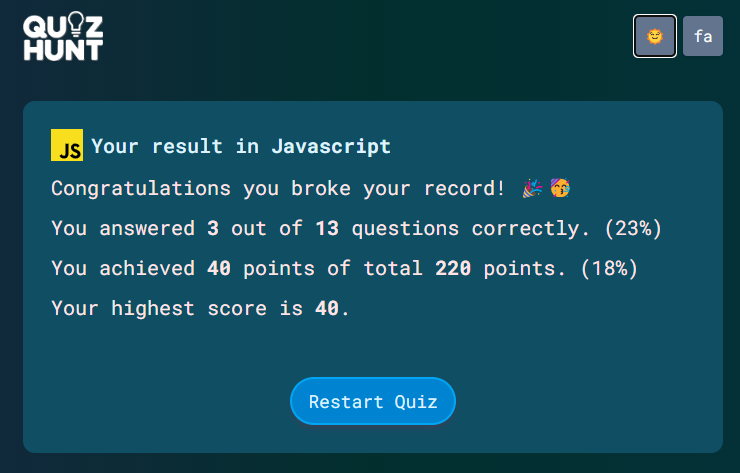 QUIZ
HUNT
fa
JS
Your result in Javascript
Congratulations you broke your record! 🎉🥳
You answered 3 out of 13 questions correctly. (23%)
You achieved 40 points of total 220 points. (18%)
Your highest score is 40.
Restart Quiz